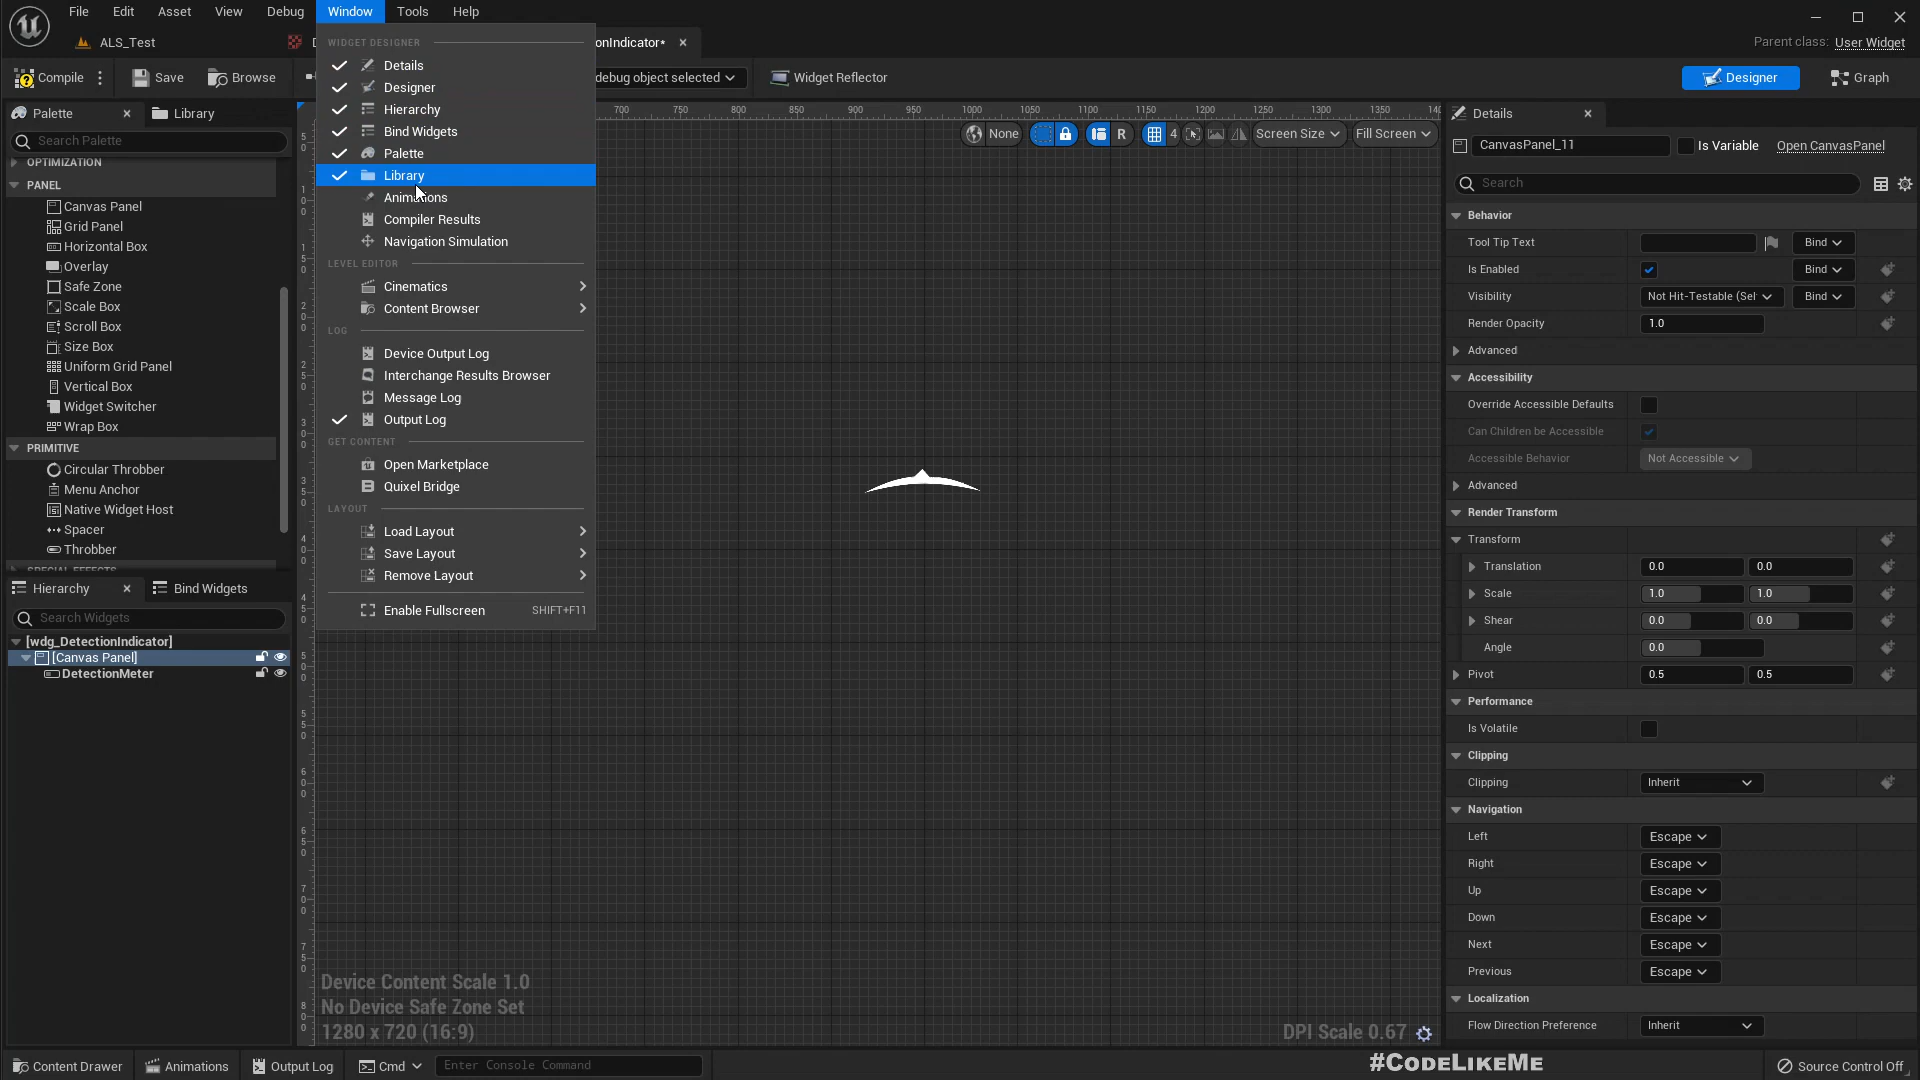 File Edit Asset View Debug Window Tools Help
ALS_Test
onIndicator*
Parent class: User Widget
Compile Save Browse
debug object selected
Widget Reflector
Designer Graph
WIDGET DESIGNER
Details
Designer
Hierarchy
Bind Widgets
Palette
Library
Animations
Compiler Results
Navigation Simulation
LEVEL EDITOR
Cinematics
Content Browser
LOG
Device Output Log
Interchange Results Browser
Message Log
Output Log
GET CONTENT
Open Marketplace
Quixel Bridge
LAYOUT
Load Layout
Save Layout
Remove Layout
Enable Fullscreen SHIFT+F11
Palette Library
Search Palette
OPTIMIZATION
PANEL
Canvas Panel
Grid Panel
Horizontal Box
Overlay
Safe Zone
Scale Box
Scroll Box
Size Box
Uniform Grid Panel
Vertical Box
Widget Switcher
Wrap Box
PRIMITIVE
Circular Throbber
Menu Anchor
Native Widget Host
Spacer
Throbber
SPECIAL EFFECTS
Hierarchy Bind Widgets
Search Widgets
[wdg_DetectionIndicator]
[Canvas Panel]
DetectionMeter
700 750 800 850 900 950 1000 1050 1100 1150 1200 1250 1300 1350
None R 4 Screen Size Fill Screen
Device Content Scale 1.0
No Device Safe Zone Set
1280 x 720 (16:9)
DPI Scale 0.67
Details
CanvasPanel_11 Is Variable Open CanvasPanel
Search
Behavior
Tool Tip Text Bind
Is Enabled Bind
Visibility Not Hit-Testable (Sel Bind
Render Opacity 1.0
Advanced
Accessibility
Override Accessible Defaults
Can Children be Accessible
Accessible Behavior Not Accessible
Advanced
Render Transform
Transform
Translation 0.0 0.0
Scale 1.0 1.0
Shear 0.0 0.0
Angle 0.0
Pivot 0.5 0.5
Performance
Is Volatile
Clipping
Clipping Inherit
Navigation
Left Escape
Right Escape
Up Escape
Down Escape
Next Escape
Previous Escape
Localization
Flow Direction Preference Inherit
#CODELIKEME
Content Drawer Animations Output Log Cmd Enter Console Command Source Control Off